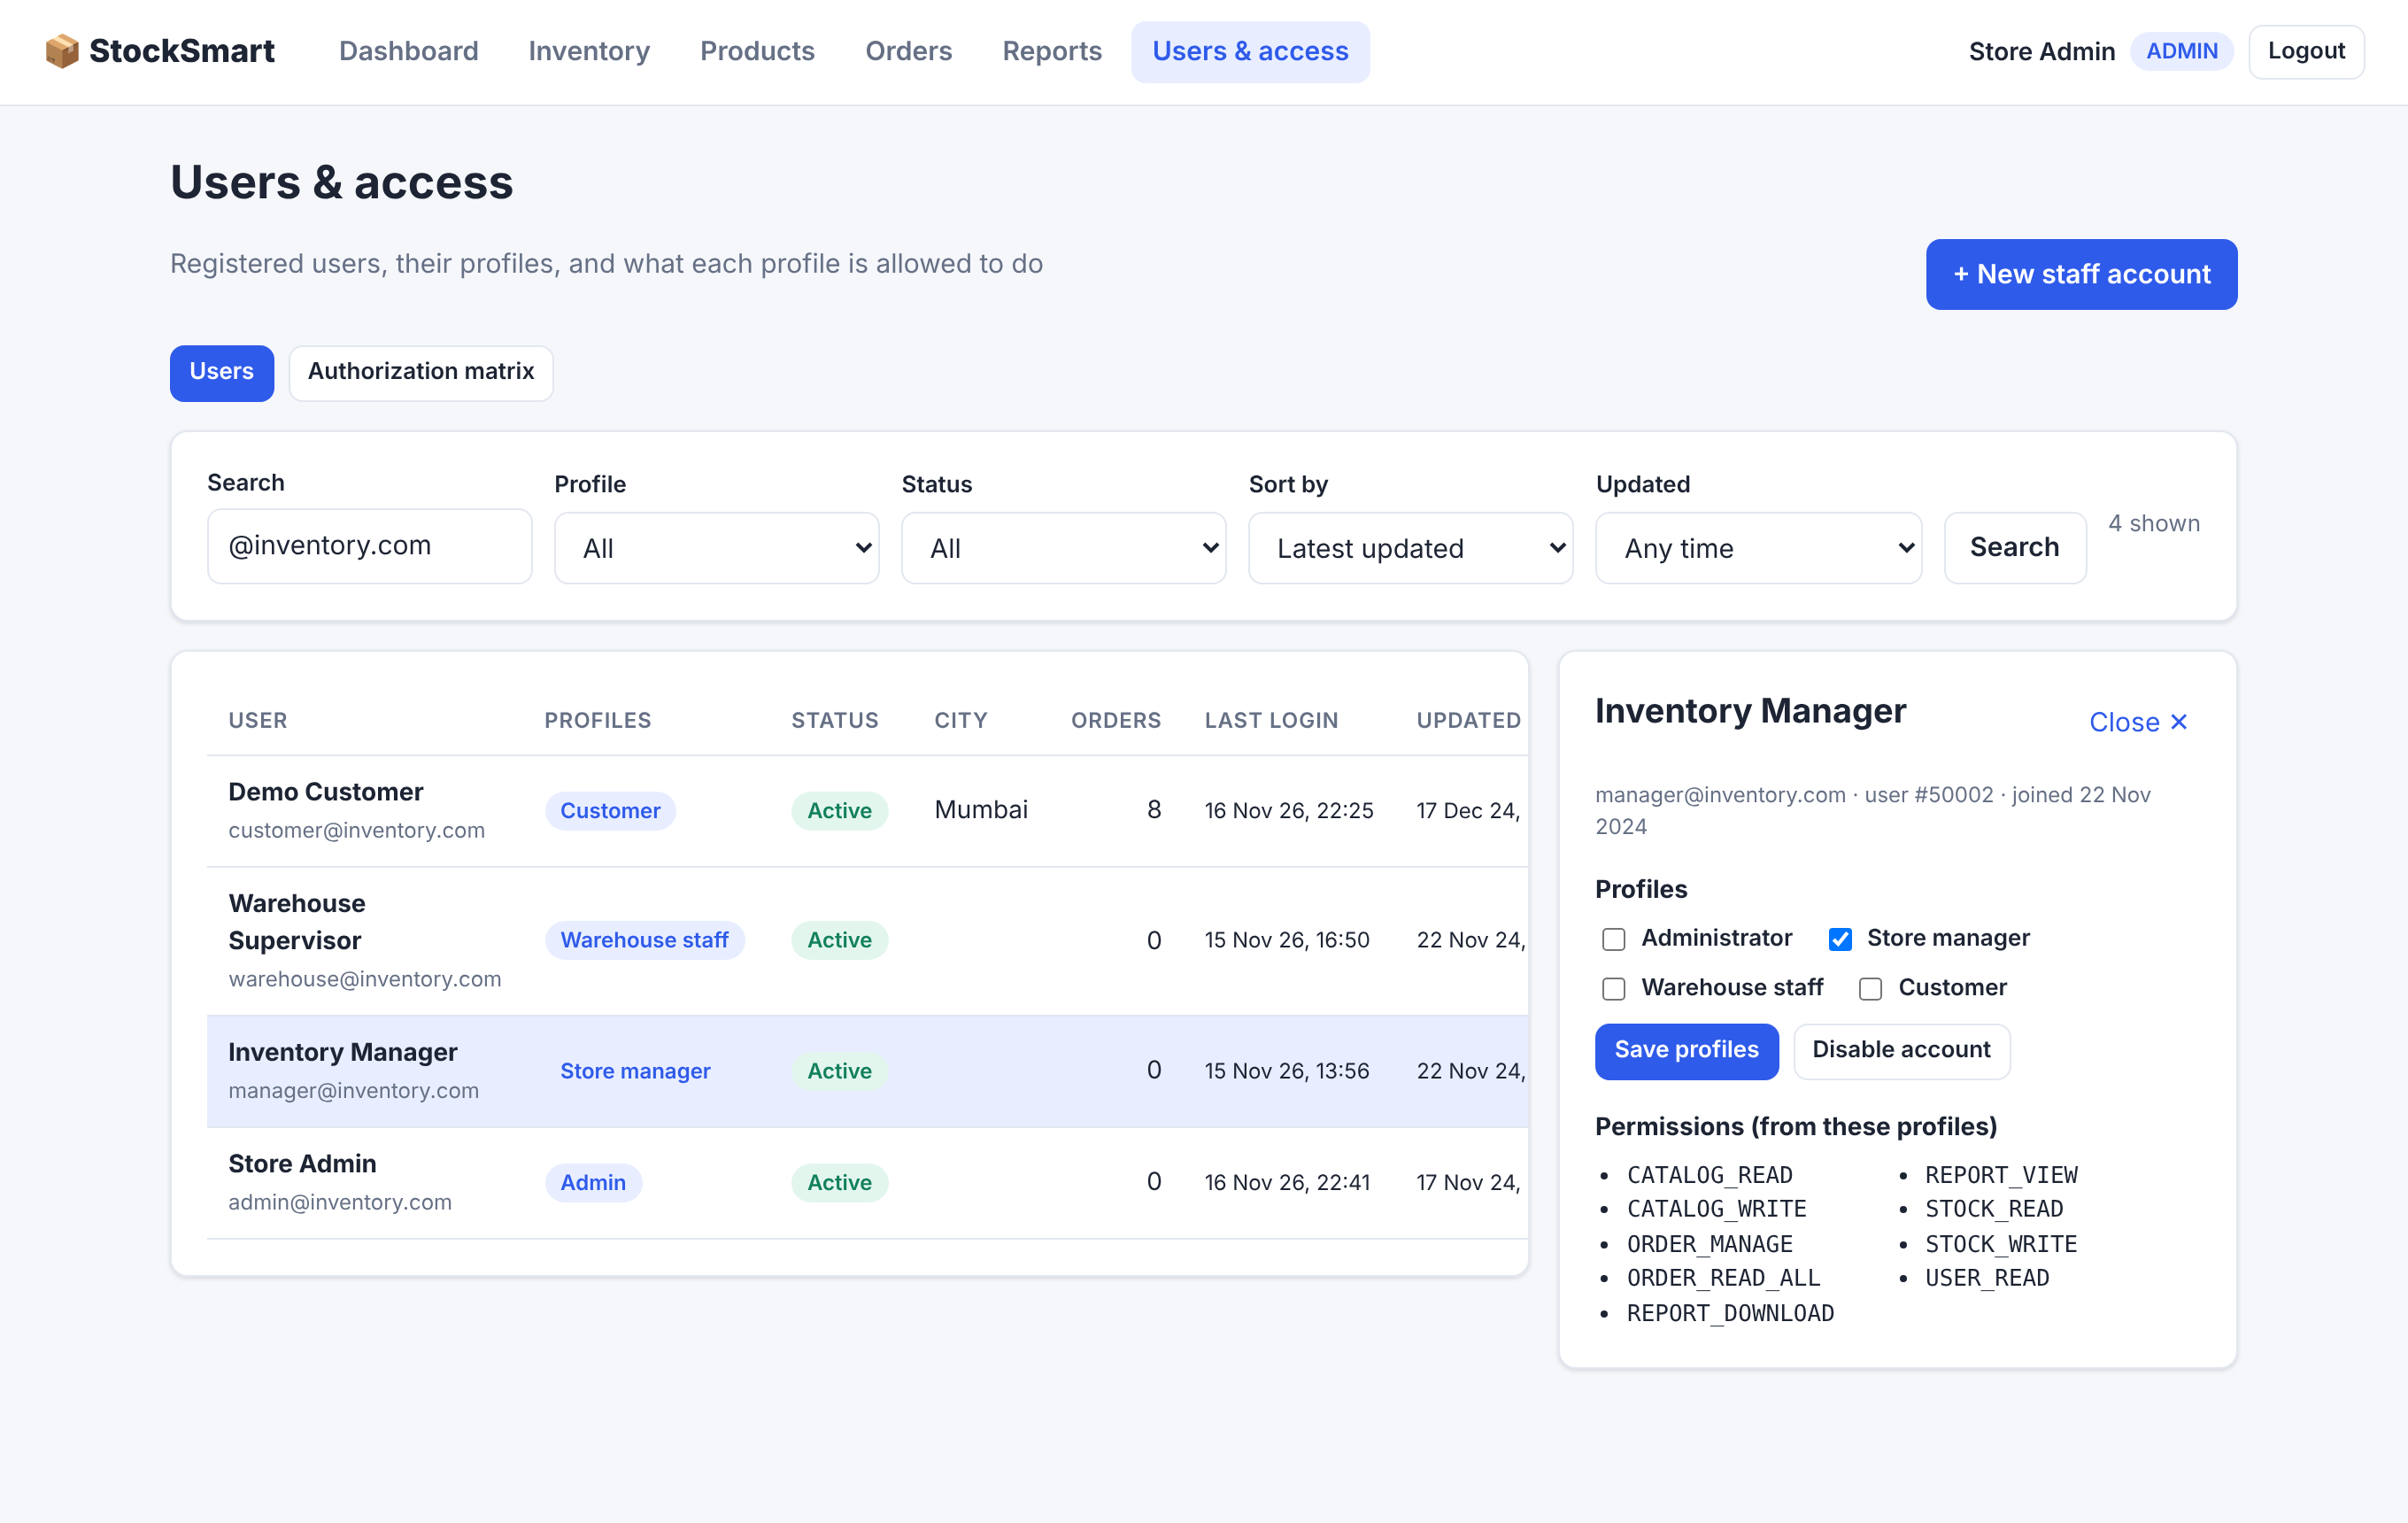 📦 StockSmart Dashboard Inventory Products Orders Reports Users & access Store Admin ADMIN Logout
Users & access
Registered users, their profiles, and what each profile is allowed to do
+ New staff account
Users Authorization matrix
Search Profile Status Sort by Updated
@inventory.com All All Latest updated Any time Search 4 shown
USER PROFILES STATUS CITY ORDERS LAST LOGIN UPDATED
Demo Customer
customer@inventory.com
Customer Active Mumbai 8 16 Nov 26, 22:25 17 Dec 24,
Warehouse
Supervisor
warehouse@inventory.com
Warehouse staff Active 0 15 Nov 26, 16:50 22 Nov 24,
Inventory Manager
manager@inventory.com
Store manager Active 0 15 Nov 26, 13:56 22 Nov 24,
Store Admin
admin@inventory.com
Admin Active 0 16 Nov 26, 22:41 17 Nov 24,
Inventory Manager
Close ✕
manager@inventory.com · user #50002 · joined 22 Nov
2024
Profiles
Administrator Store manager
Warehouse staff Customer
Save profiles Disable account
Permissions (from these profiles)
• CATALOG_READ
• CATALOG_WRITE
• ORDER_MANAGE
• ORDER_READ_ALL
• REPORT_DOWNLOAD
• REPORT_VIEW
• STOCK_READ
• STOCK_WRITE
• USER_READ